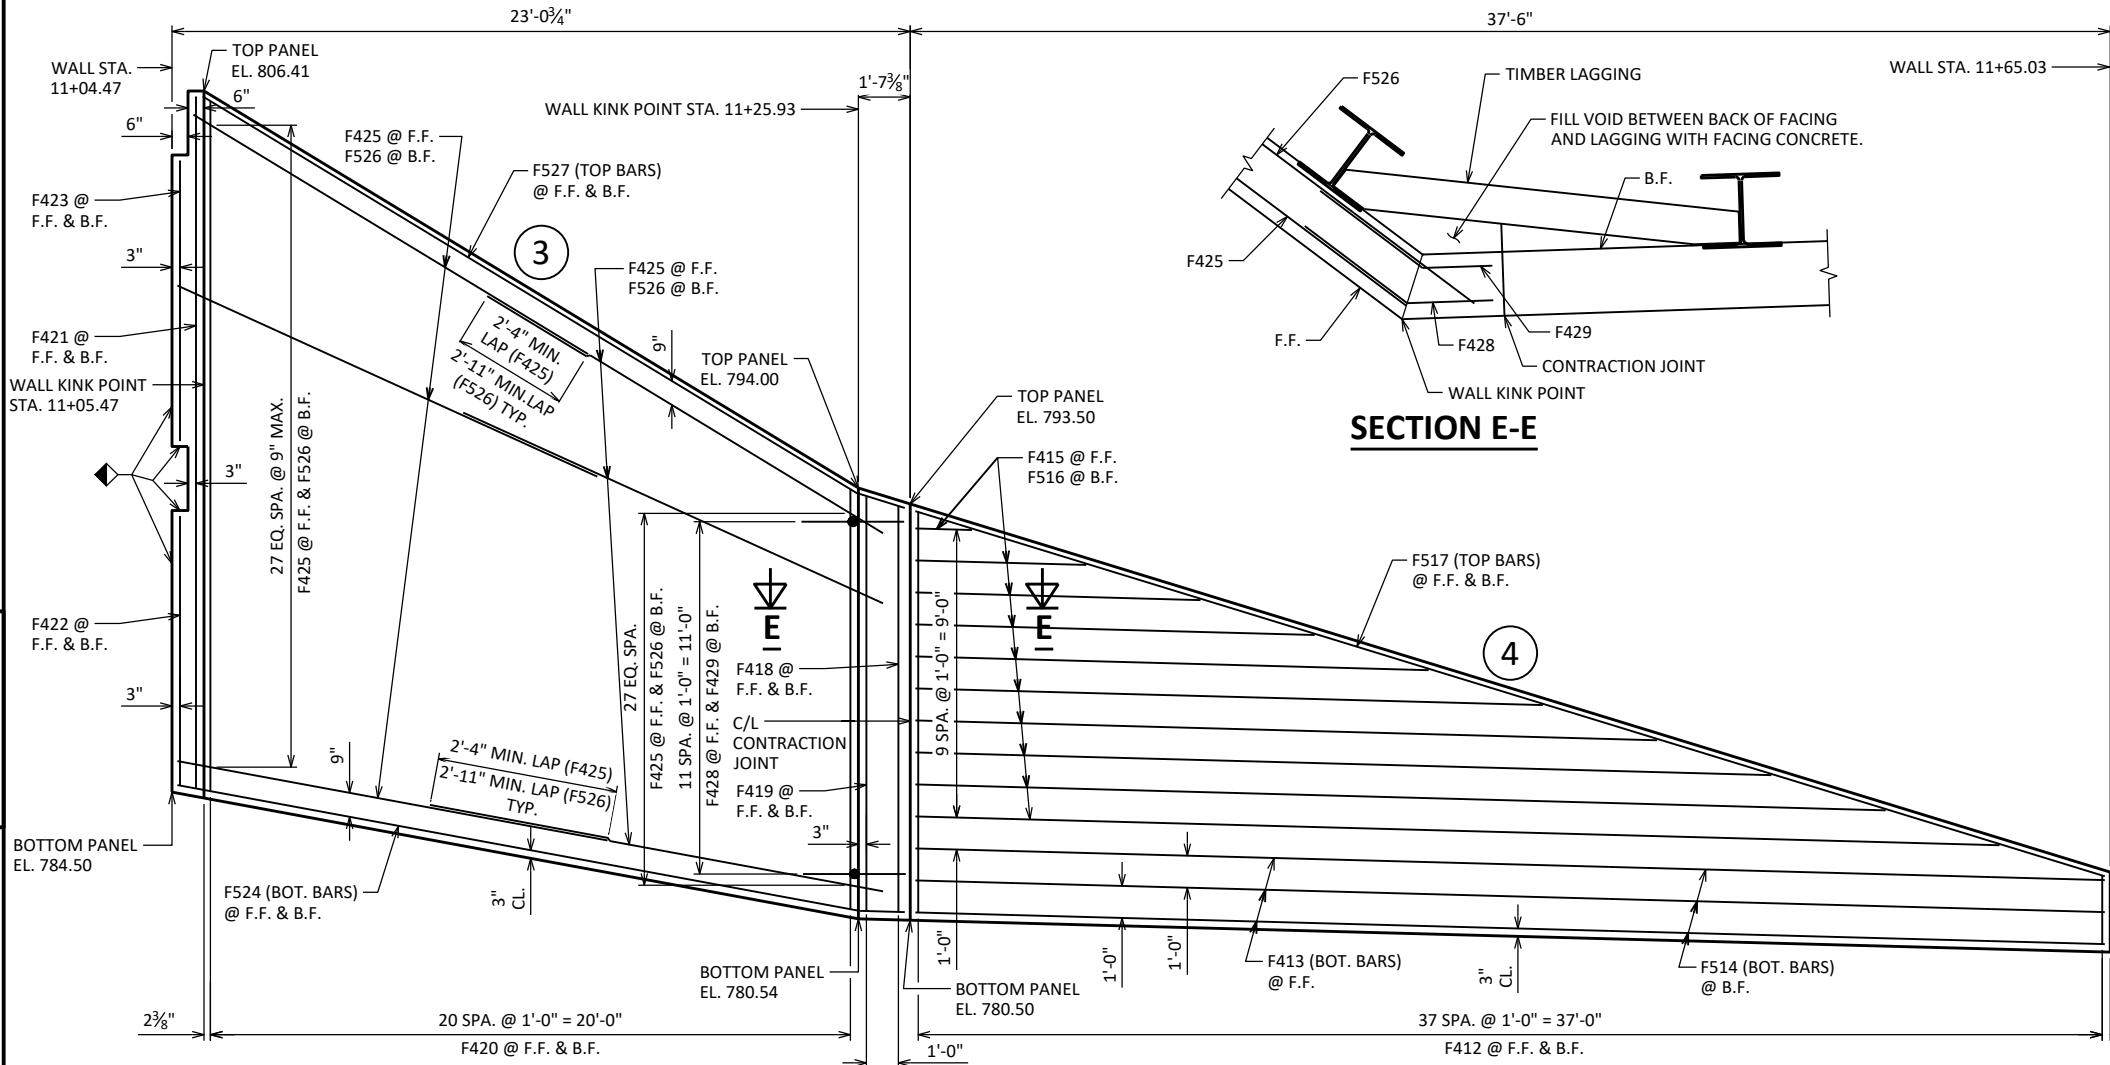 23'-0¾"
37'-6"
WALL STA.
11+04.47
TOP PANEL
EL. 806.41
6"
6"
1'-7⅜"
WALL KINK POINT STA. 11+25.93
WALL STA. 11+65.03
F526
TIMBER LAGGING
FILL VOID BETWEEN BACK OF FACING
AND LAGGING WITH FACING CONCRETE.
B.F.
F425
F.F.
F428
F429
CONTRACTION JOINT
WALL KINK POINT
SECTION E-E
F425 @ F.F.
F526 @ B.F.
F527 (TOP BARS)
@ F.F. & B.F.
3
F423 @
F.F. & B.F.
3"
F425 @ F.F.
F526 @ B.F.
F421 @
F.F. & B.F.
WALL KINK POINT
STA. 11+05.47
2'-4" MIN.
LAP (F425)
2'-11" MIN.LAP
(F526) TYP.
9"
TOP PANEL
EL. 794.00
TOP PANEL
EL. 793.50
27 EQ. SPA. @ 9" MAX.
F425 @ F.F. & F526 @ B.F.
3"
F415 @ F.F.
F516 @ B.F.
F422 @
F.F. & B.F.
3"
27 EQ. SPA.
F425 @ F.F. & F526 @ B.F.
11 SPA. @ 1'-0" = 11'-0"
F428 @ F.F. & F429 @ B.F.
E
E
F418 @
F.F. & B.F.
C/L
CONTRACTION
JOINT
F419 @
F.F. & B.F.
3"
9 SPA. @ 1'-0" = 9'-0"
F517 (TOP BARS)
@ F.F. & B.F.
4
9"
2'-4" MIN. LAP (F425)
2'-11" MIN. LAP (F526)
TYP.
BOTTOM PANEL
EL. 784.50
F524 (BOT. BARS)
@ F.F. & B.F.
3"
CL.
BOTTOM PANEL
EL. 780.54
BOTTOM PANEL
EL. 780.50
1'-0"
1'-0"
1'-0"
F413 (BOT. BARS)
@ F.F.
3"
CL.
F514 (BOT. BARS)
@ B.F.
2⅜"
20 SPA. @ 1'-0" = 20'-0"
F420 @ F.F. & B.F.
1'-0"
37 SPA. @ 1'-0" = 37'-0"
F412 @ F.F. & B.F.